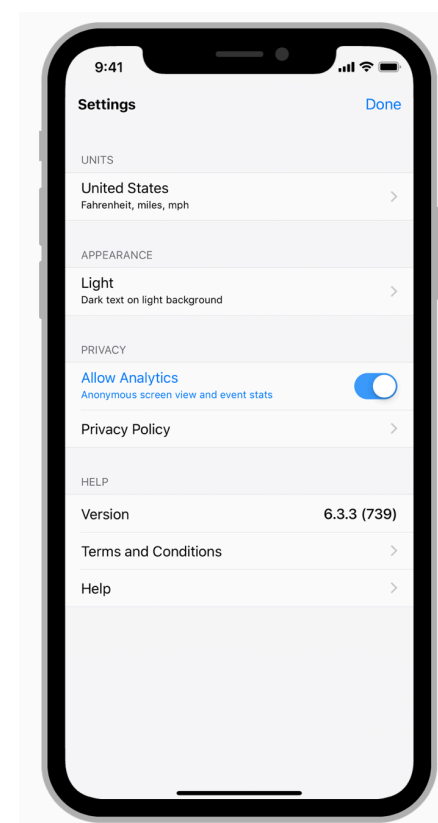 9:41
Settings
Done
UNITS
United States
Fahrenheit, miles, mph
APPEARANCE
Light
Dark text on light background
PRIVACY
Allow Analytics
Anonymous screen view and event stats
Privacy Policy
HELP
Version
6.3.3 (739)
Terms and Conditions
Help